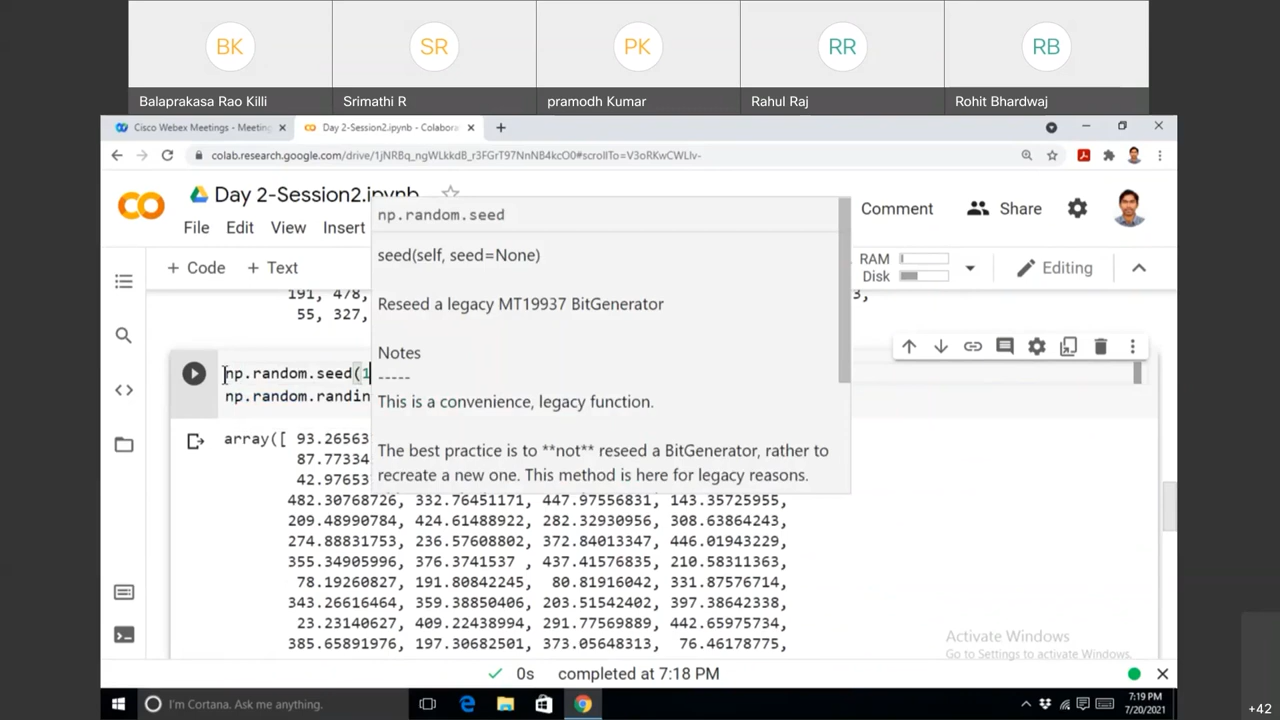 BK
SR
PK
RR
RB
Balaprakasa Rao Killi
Srimathi R
pramodh Kumar
Rahul Raj
Rohit Bhardwaj
Cisco Webex Meetings - Meeting
Day 2-Session2.ipynb - Colabora
colab.research.google.com/drive/1jNRBq_ngWLkkdB_r3FGrT97NnNB4kcO0#scrollTo=V3oRKwCWLlv-
Day 2-Session2.ipynb
File Edit View Insert
Comment
Share
+ Code + Text
RAM
Disk
Editing
191, 478,
3,
55, 327,
np.random.seed
seed(self, seed=None)
Reseed a legacy MT19937 BitGenerator
Notes
-----
This is a convenience, legacy function.
The best practice is to **not** reseed a BitGenerator, rather to
recreate a new one. This method is here for legacy reasons.
np.random.seed(1
np.random.randin
array([ 93.26563
87.77334
42.97653
482.30768726, 332.76451171, 447.97556831, 143.35725955,
209.48990784, 424.61488922, 282.32930956, 308.63864243,
274.88831753, 236.57608802, 372.84013347, 446.01943229,
355.34905996, 376.3741537 , 437.41576835, 210.58311363,
78.19260827, 191.80842245, 80.81916042, 331.87576714,
343.26616464, 359.38850406, 203.51542402, 397.38642338,
23.23140627, 409.22438994, 291.77569889, 442.65975734,
385.65891976, 197.30682501, 373.05648313, 76.46178775,
Activate Windows
Go to Settings to activate Windows.
0s completed at 7:18 PM
I'm Cortana. Ask me anything.
7:19 PM
7/20/2021
+42